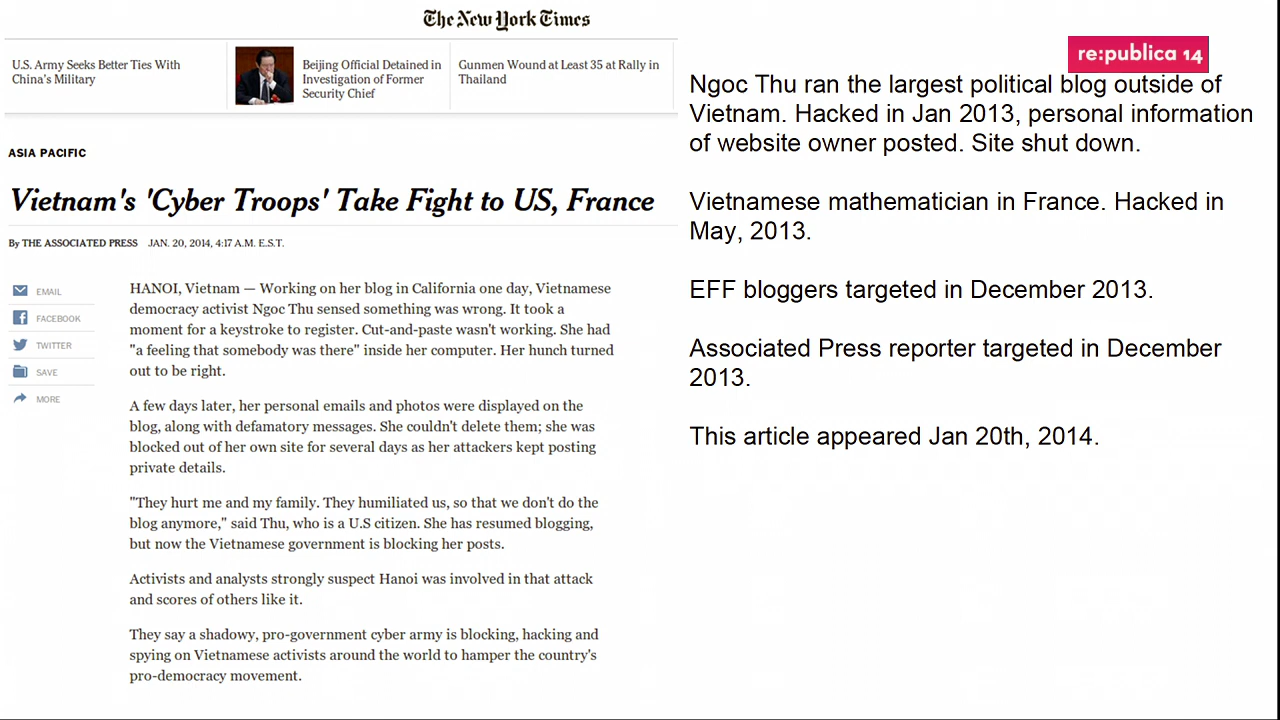 The New York Times
U.S. Army Seeks Better Ties With
China's Military
Beijing Official Detained in
Investigation of Former
Security Chief
Gunmen Wound at Least 35 at Rally in
Thailand
ASIA PACIFIC
Vietnam's 'Cyber Troops' Take Fight to US, France
By THE ASSOCIATED PRESS JAN. 20, 2014, 4:17 A.M. E.S.T.
EMAIL
FACEBOOK
TWITTER
SAVE
MORE
HANOI, Vietnam — Working on her blog in California one day, Vietnamese
democracy activist Ngoc Thu sensed something was wrong. It took a
moment for a keystroke to register. Cut-and-paste wasn't working. She had
"a feeling that somebody was there" inside her computer. Her hunch turned
out to be right.
A few days later, her personal emails and photos were displayed on the
blog, along with defamatory messages. She couldn't delete them; she was
blocked out of her own site for several days as her attackers kept posting
private details.
"They hurt me and my family. They humiliated us, so that we don't do the
blog anymore," said Thu, who is a U.S citizen. She has resumed blogging,
but now the Vietnamese government is blocking her posts.
Activists and analysts strongly suspect Hanoi was involved in that attack
and scores of others like it.
They say a shadowy, pro-government cyber army is blocking, hacking and
spying on Vietnamese activists around the world to hamper the country's
pro-democracy movement.
re:publica 14
Ngoc Thu ran the largest political blog outside of
Vietnam. Hacked in Jan 2013, personal information
of website owner posted. Site shut down.
Vietnamese mathematician in France. Hacked in
May, 2013.
EFF bloggers targeted in December 2013.
Associated Press reporter targeted in December
2013.
This article appeared Jan 20th, 2014.